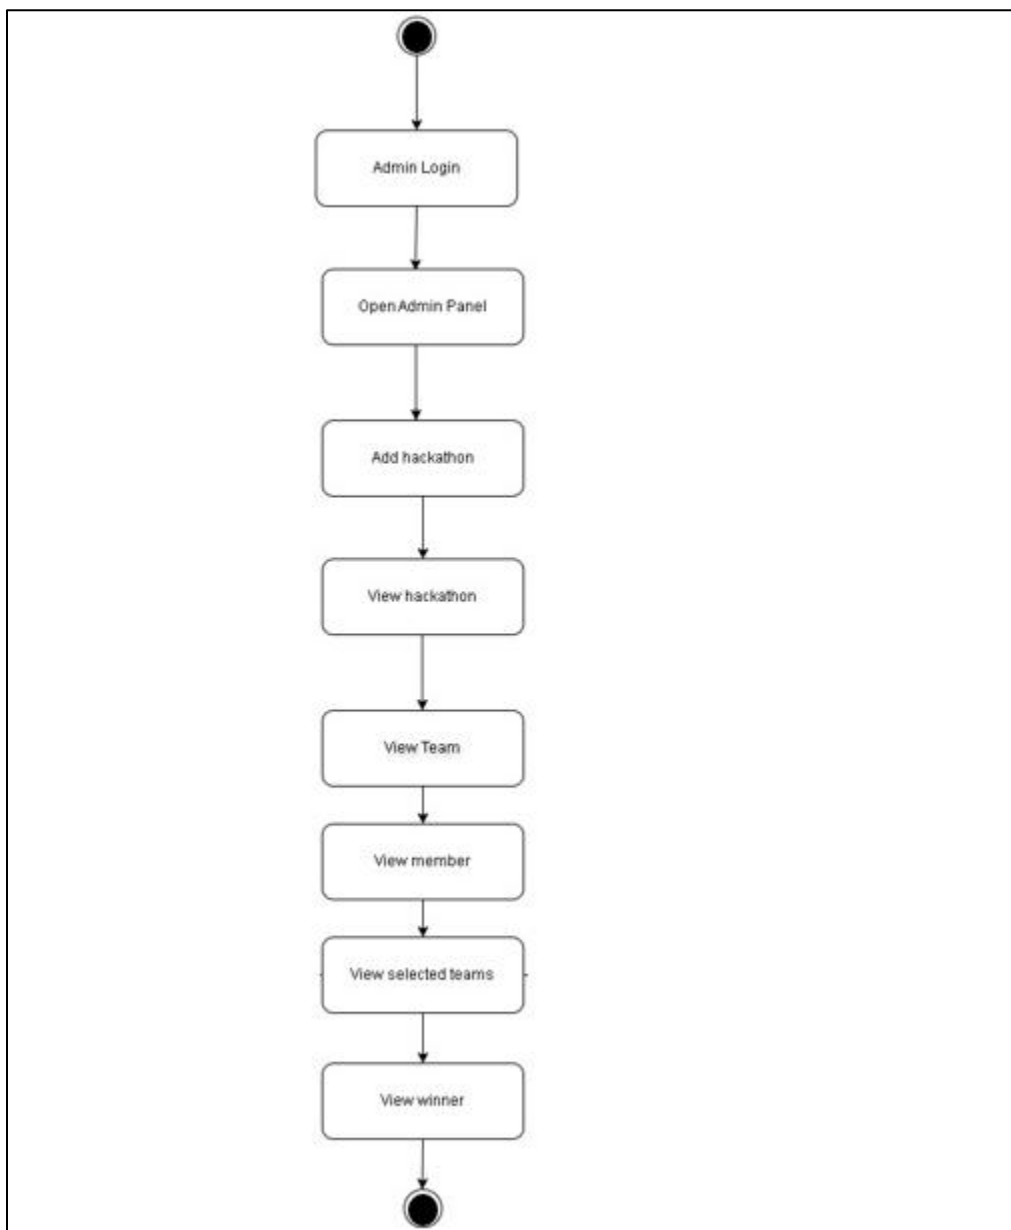 Admin Login
Open Admin Panel
Add hackathon
View hackathon
View Team
View member
View selected teams
View winner